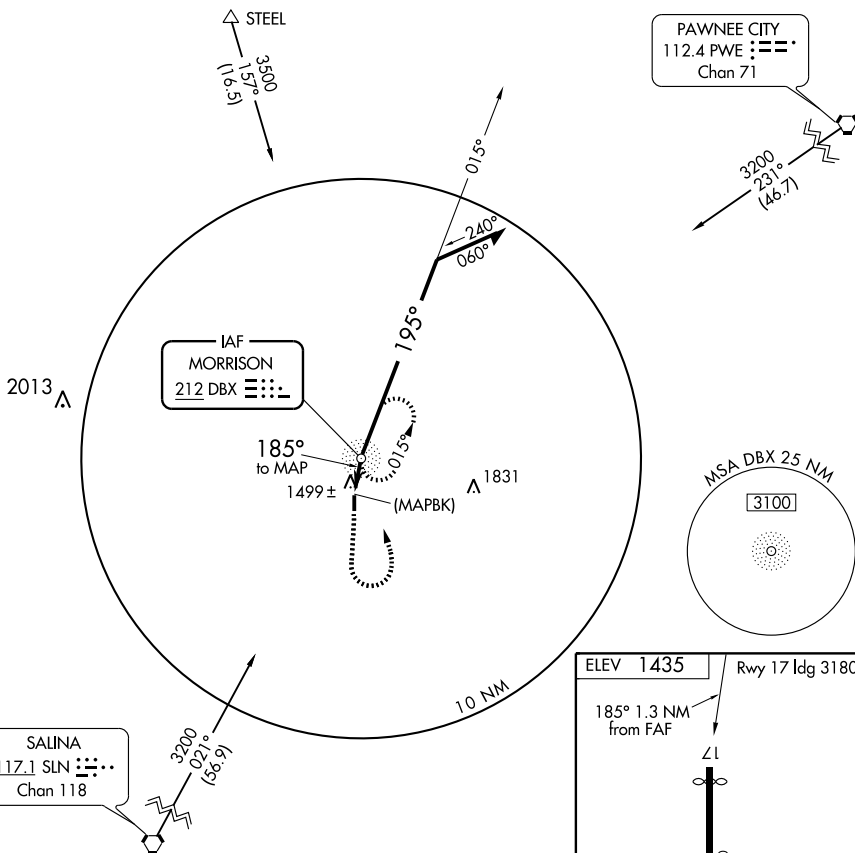 STEEL
3500
157°
(16.5)
PAWNEE CITY
112.4 PWE
Chan 71
3200
231°
(46.7)
015°
240°
060°
195°
IAF
MORRISON
212 DBX
2013
185°
to MAP
015°
1499 ±
(MAPBK)
1831
MSA DBX 25 NM
3100
10 NM
SALINA
117.1 SLN
Chan 118
3200
021°
(56.9)
ELEV 1435
Rwy 17 ldg 3180
185° 1.3 NM
from FAF
17